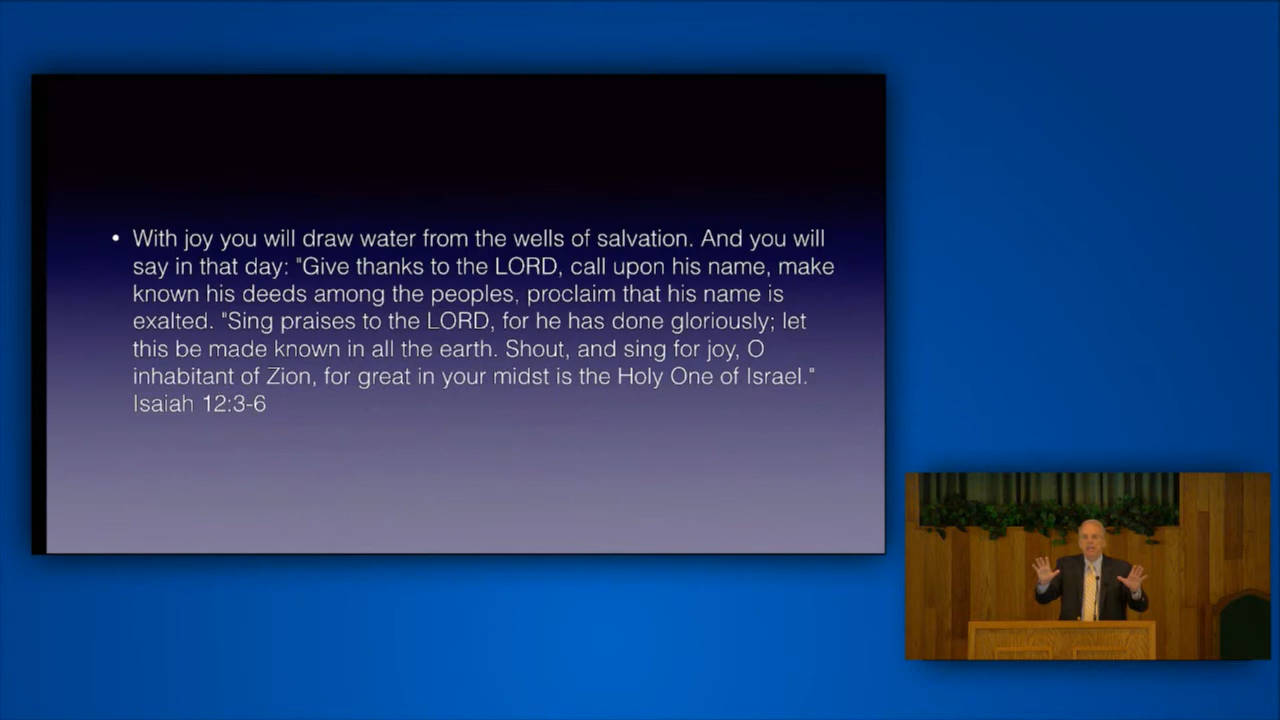 • With joy you will draw water from the wells of salvation. And you will
say in that day: "Give thanks to the LORD, call upon his name, make
known his deeds among the peoples, proclaim that his name is
exalted. "Sing praises to the LORD, for he has done gloriously; let
this be made known in all the earth. Shout, and sing for joy, O
inhabitant of Zion, for great in your midst is the Holy One of Israel."
Isaiah 12:3-6